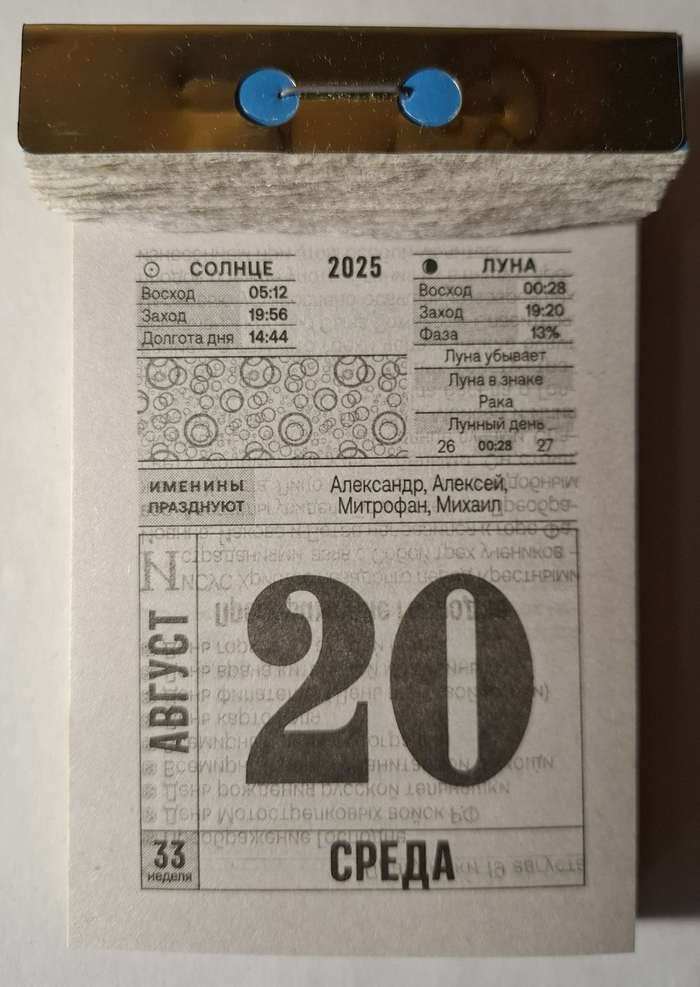 СОЛНЦЕ
Восход 05:12
Заход 19:56
Долгота дня 14:44
2025
ЛУНА
Восход 00:28
Заход 19:20
Фаза 13%
Луна убывает
Луна в знаке
Рака
Лунный день
26 00:28 27
ИМЕНИНЫ
ПРАЗДНУЮТ
Александр, Алексей,
Митрофан, Михаил
АВГУСТ
20
33
неделя
СРЕДА